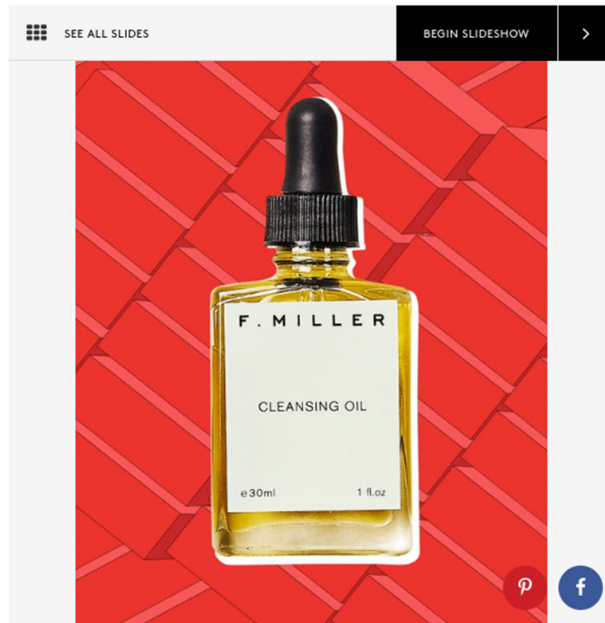 SEE ALL SLIDES
BEGIN SLIDESHOW
F. MILLER
CLEANSING OIL
e30ml 1 fl.oz